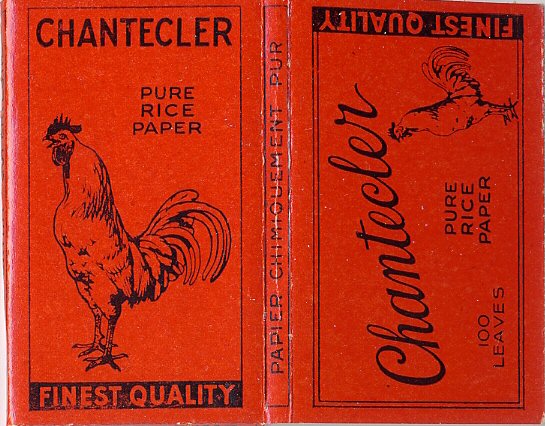 CHANTECLER
PURE
RICE
PAPER
FINEST QUALITY
PAPIER CHIMIQUEMENT PUR
FINEST QUALITY
Chantecler
PURE
RICE
PAPER
100
LEAVES